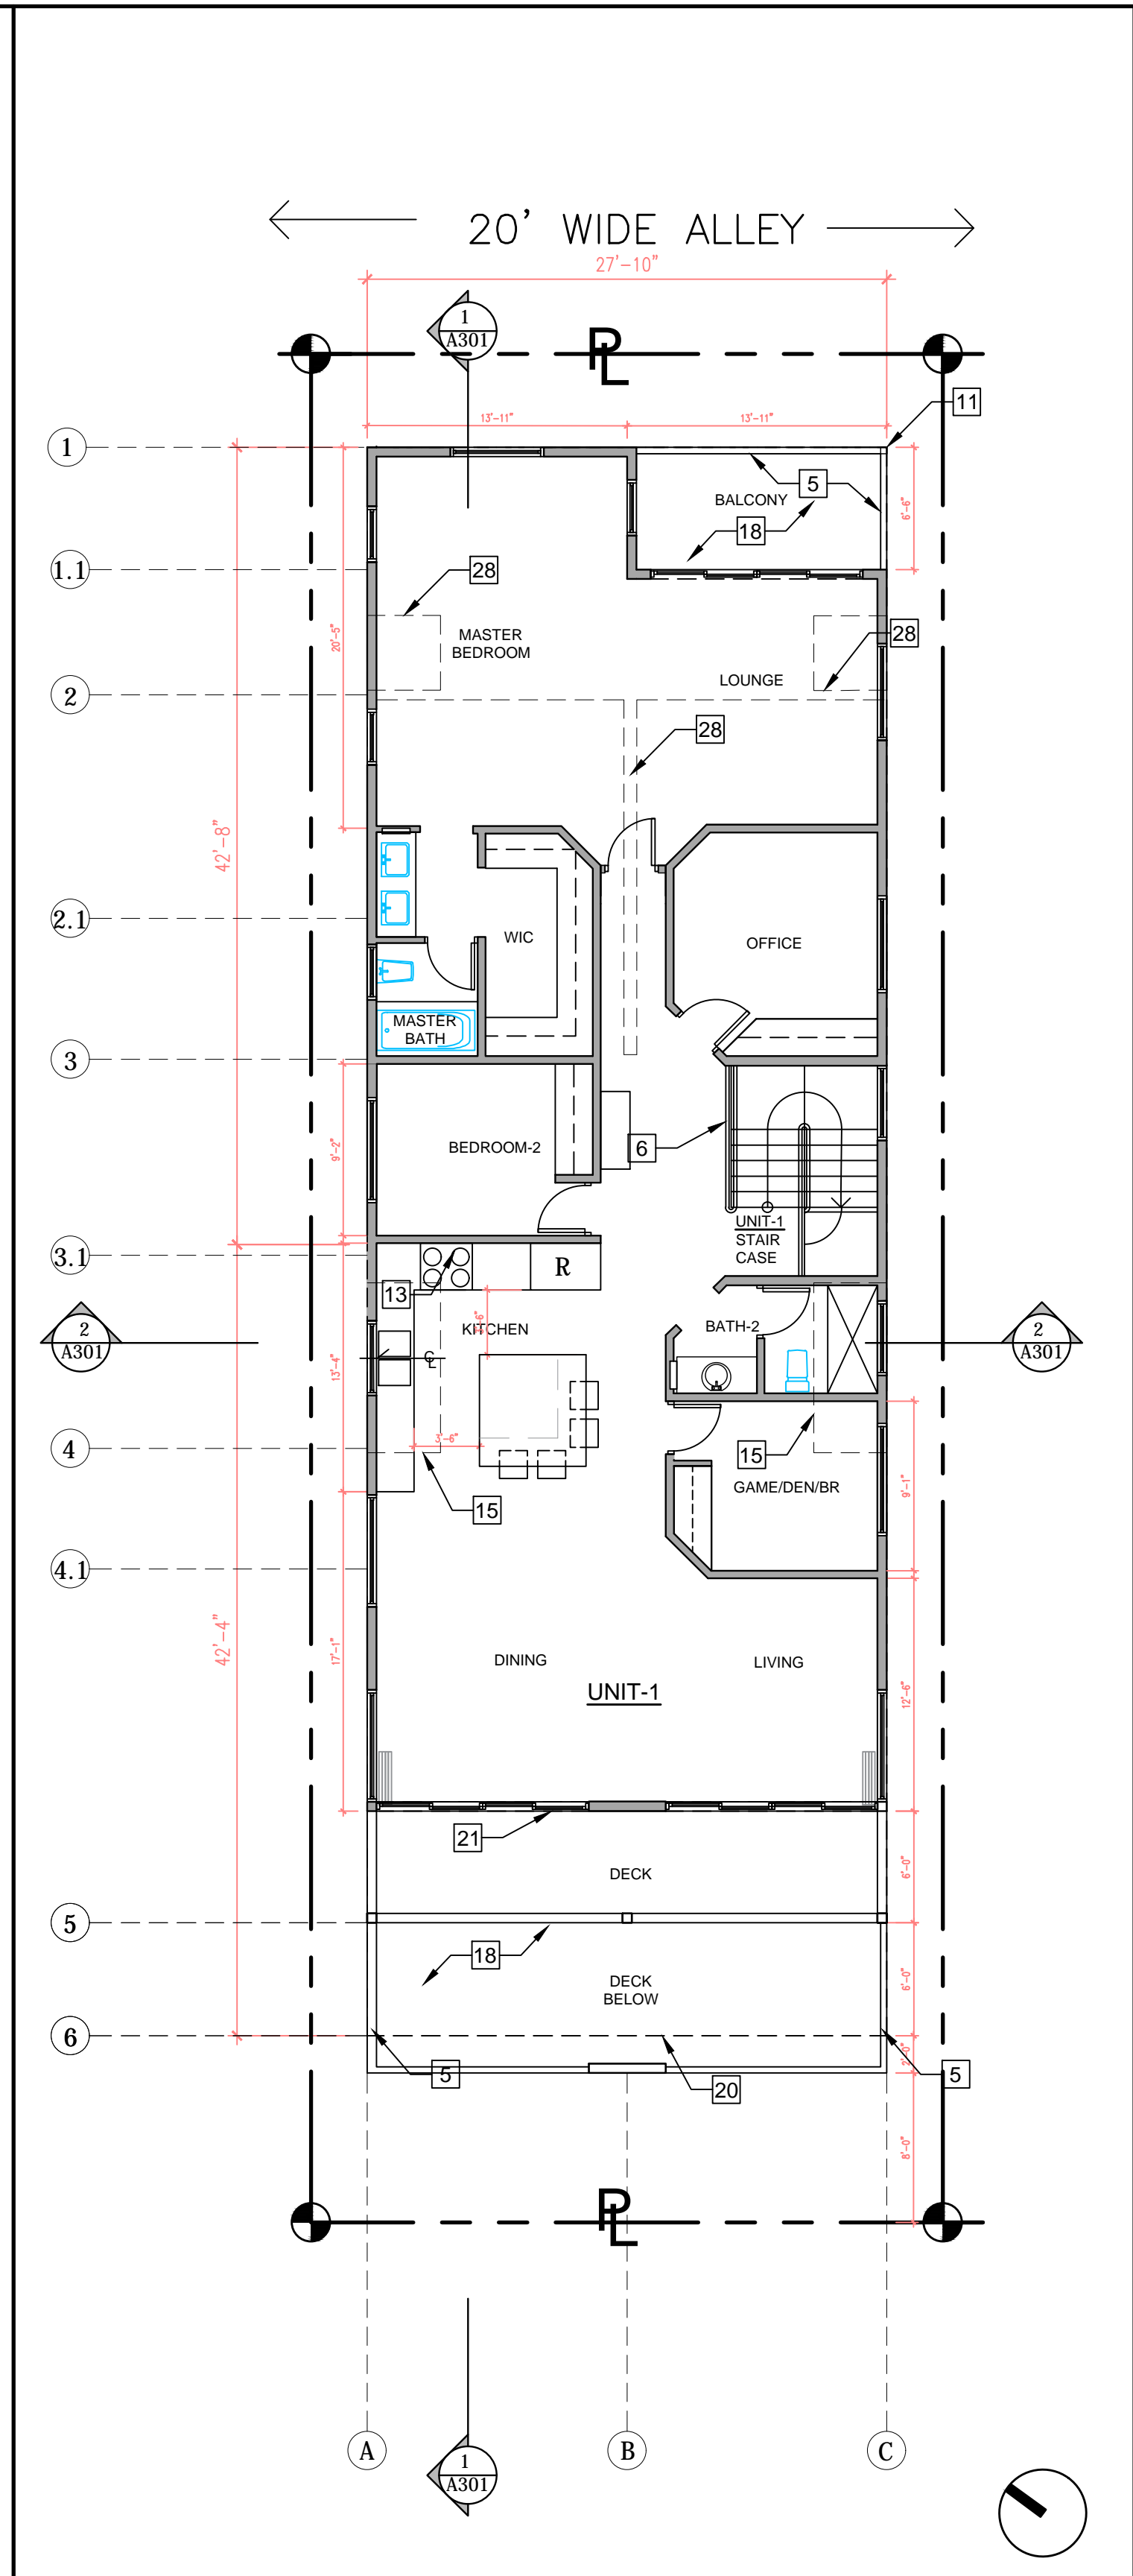 20' WIDE ALLEY
27'-10"
1
A301
PL
11
13'-11"
13'-11"
1
5
BALCONY
6'-6"
18
1.1
28
20'-5"
MASTER
BEDROOM
28
LOUNGE
2
28
42'-8"
2.1
WIC
OFFICE
MASTER
BATH
3
9'-2"
BEDROOM-2
6
UNIT-1
STAIR
CASE
3.1
R
13
KITCHEN
BATH-2
2
A301
2
A301
CL
13'-4"
3'-6"
4
15
15
GAME/DEN/BR
9'-1"
4.1
42'-4"
17'-1"
DINING
LIVING
UNIT-1
12'-6"
21
DECK
6'-0"
5
18
DECK
BELOW
6'-0"
6
2'-0"
5
20
5
8'-0"
PL
A
B
C
1
A301